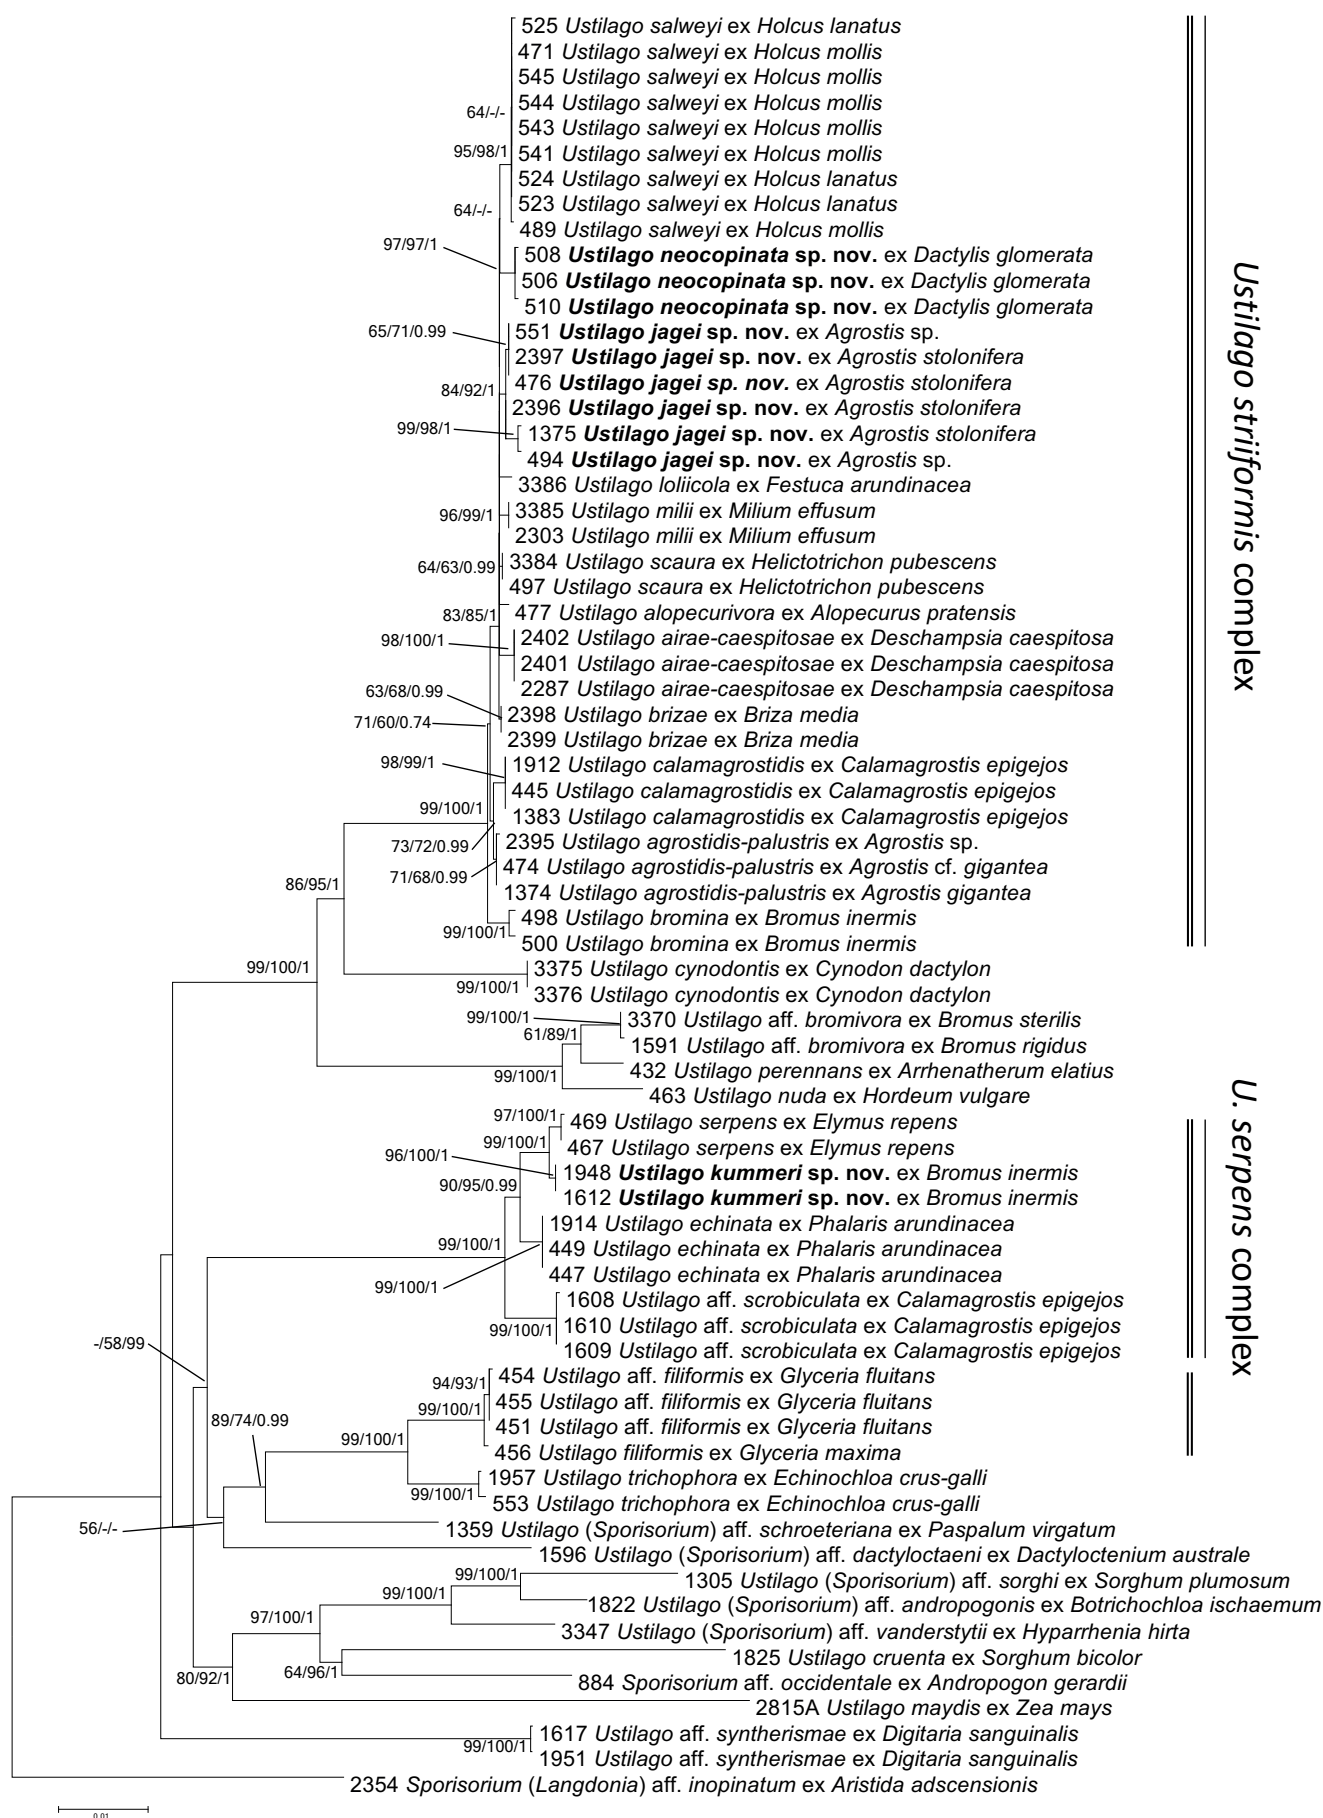 525 Ustilago salweyi ex Holcus lanatus
471 Ustilago salweyi ex Holcus mollis
545 Ustilago salweyi ex Holcus mollis
544 Ustilago salweyi ex Holcus mollis
64/-/-
543 Ustilago salweyi ex Holcus mollis
95/98/1
541 Ustilago salweyi ex Holcus mollis
524 Ustilago salweyi ex Holcus lanatus
64/-/-
523 Ustilago salweyi ex Holcus lanatus
489 Ustilago salweyi ex Holcus mollis
97/97/1
508 Ustilago neocopinata sp. nov. ex Dactylis glomerata
506 Ustilago neocopinata sp. nov. ex Dactylis glomerata
510 Ustilago neocopinata sp. nov. ex Dactylis glomerata
65/71/0.99
551 Ustilago jagei sp. nov. ex Agrostis sp.
2397 Ustilago jagei sp. nov. ex Agrostis stolonifera
84/92/1
476 Ustilago jagei sp. nov. ex Agrostis stolonifera
2396 Ustilago jagei sp. nov. ex Agrostis stolonifera
99/98/1
1375 Ustilago jagei sp. nov. ex Agrostis stolonifera
494 Ustilago jagei sp. nov. ex Agrostis sp.
3386 Ustilago loliicola ex Festuca arundinacea
96/99/1
3385 Ustilago milii ex Milium effusum
2303 Ustilago milii ex Milium effusum
64/63/0.99
3384 Ustilago scaura ex Helictotrichon pubescens
497 Ustilago scaura ex Helictotrichon pubescens
83/85/1
477 Ustilago alopecurivora ex Alopecurus pratensis
98/100/1
2402 Ustilago airae-caespitosae ex Deschampsia caespitosa
2401 Ustilago airae-caespitosae ex Deschampsia caespitosa
2287 Ustilago airae-caespitosae ex Deschampsia caespitosa
63/68/0.99
2398 Ustilago brizae ex Briza media
71/60/0.74
2399 Ustilago brizae ex Briza media
98/99/1
1912 Ustilago calamagrostidis ex Calamagrostis epigejos
445 Ustilago calamagrostidis ex Calamagrostis epigejos
99/100/1
1383 Ustilago calamagrostidis ex Calamagrostis epigejos
73/72/0.99
2395 Ustilago agrostidis-palustris ex Agrostis sp.
71/68/0.99
474 Ustilago agrostidis-palustris ex Agrostis cf. gigantea
86/95/1
1374 Ustilago agrostidis-palustris ex Agrostis gigantea
498 Ustilago bromina ex Bromus inermis
99/100/1
500 Ustilago bromina ex Bromus inermis
Ustilago striiformis complex
99/100/1
3375 Ustilago cynodontis ex Cynodon dactylon
99/100/1
3376 Ustilago cynodontis ex Cynodon dactylon
99/100/1
3370 Ustilago aff. bromivora ex Bromus sterilis
61/89/1
1591 Ustilago aff. bromivora ex Bromus rigidus
99/100/1
432 Ustilago perennans ex Arrhenatherum elatius
463 Ustilago nuda ex Hordeum vulgare
97/100/1
469 Ustilago serpens ex Elymus repens
99/100/1
467 Ustilago serpens ex Elymus repens
96/100/1
1948 Ustilago kummeri sp. nov. ex Bromus inermis
90/95/0.99
1612 Ustilago kummeri sp. nov. ex Bromus inermis
1914 Ustilago echinata ex Phalaris arundinacea
99/100/1
449 Ustilago echinata ex Phalaris arundinacea
99/100/1
447 Ustilago echinata ex Phalaris arundinacea
1608 Ustilago aff. scrobiculata ex Calamagrostis epigejos
99/100/1
1610 Ustilago aff. scrobiculata ex Calamagrostis epigejos
1609 Ustilago aff. scrobiculata ex Calamagrostis epigejos
U. serpens complex
-/58/99
94/93/1
454 Ustilago aff. filiformis ex Glyceria fluitans
99/100/1
455 Ustilago aff. filiformis ex Glyceria fluitans
89/74/0.99
451 Ustilago aff. filiformis ex Glyceria fluitans
99/100/1
456 Ustilago filiformis ex Glyceria maxima
1957 Ustilago trichophora ex Echinochloa crus-galli
99/100/1
553 Ustilago trichophora ex Echinochloa crus-galli
56/-/-
1359 Ustilago (Sporisorium) aff. schroeteriana ex Paspalum virgatum
1596 Ustilago (Sporisorium) aff. dactyloctaeni ex Dactyloctenium australe
99/100/1
1305 Ustilago (Sporisorium) aff. sorghi ex Sorghum plumosum
99/100/1
1822 Ustilago (Sporisorium) aff. andropogonis ex Botrichochloa ischaemum
97/100/1
3347 Ustilago (Sporisorium) aff. vanderstytii ex Hyparrhenia hirta
1825 Ustilago cruenta ex Sorghum bicolor
64/96/1
80/92/1
884 Sporisorium aff. occidentale ex Andropogon gerardii
2815A Ustilago maydis ex Zea mays
1617 Ustilago aff. syntherismae ex Digitaria sanguinalis
99/100/1
1951 Ustilago aff. syntherismae ex Digitaria sanguinalis
2354 Sporisorium (Langdonia) aff. inopinatum ex Aristida adscensionis
0.01